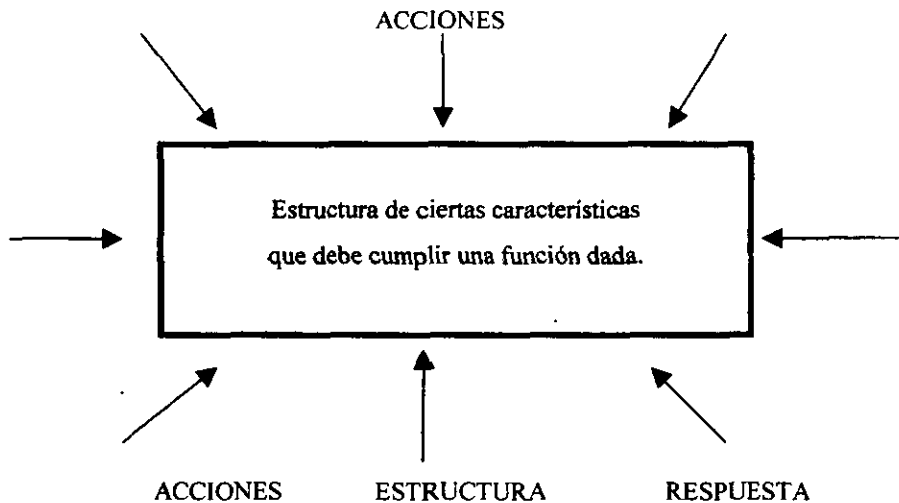 ACCIONES
Estructura de ciertas características
que debe cumplir una función dada.
ACCIONES ESTRUCTURA RESPUESTA